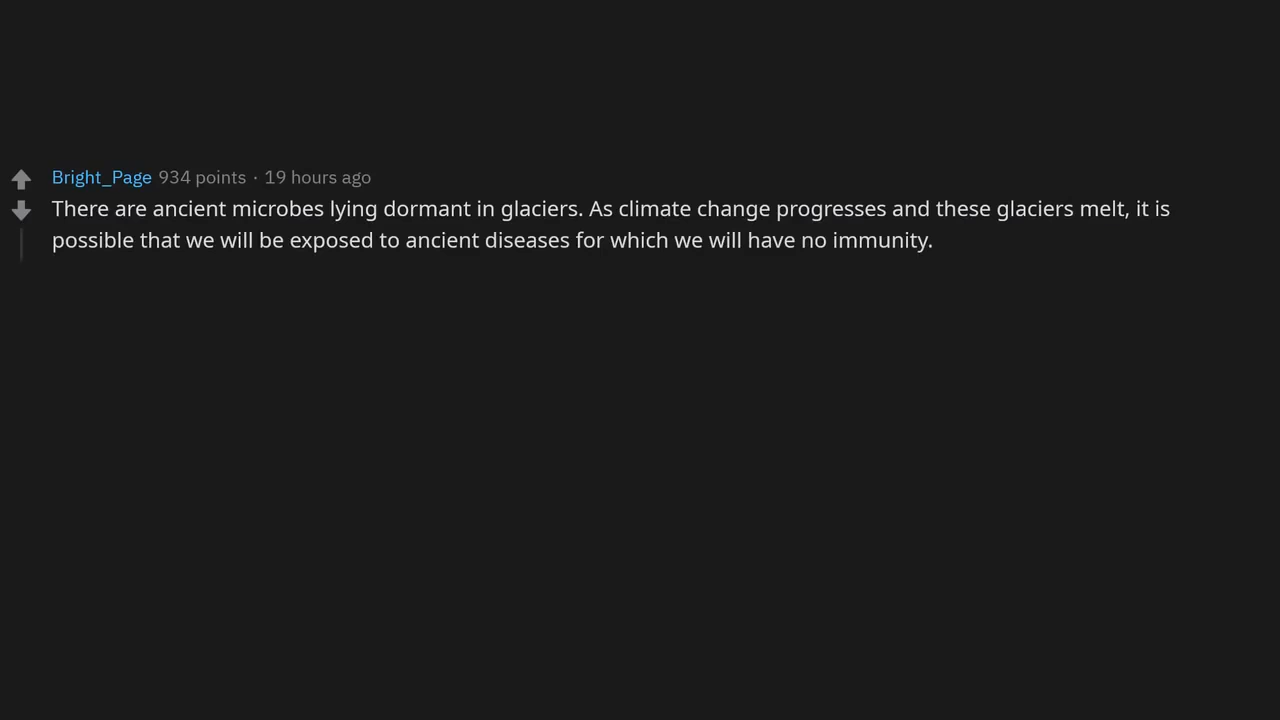 Bright_Page 934 points · 19 hours ago
There are ancient microbes lying dormant in glaciers. As climate change progresses and these glaciers melt, it is
possible that we will be exposed to ancient diseases for which we will have no immunity.